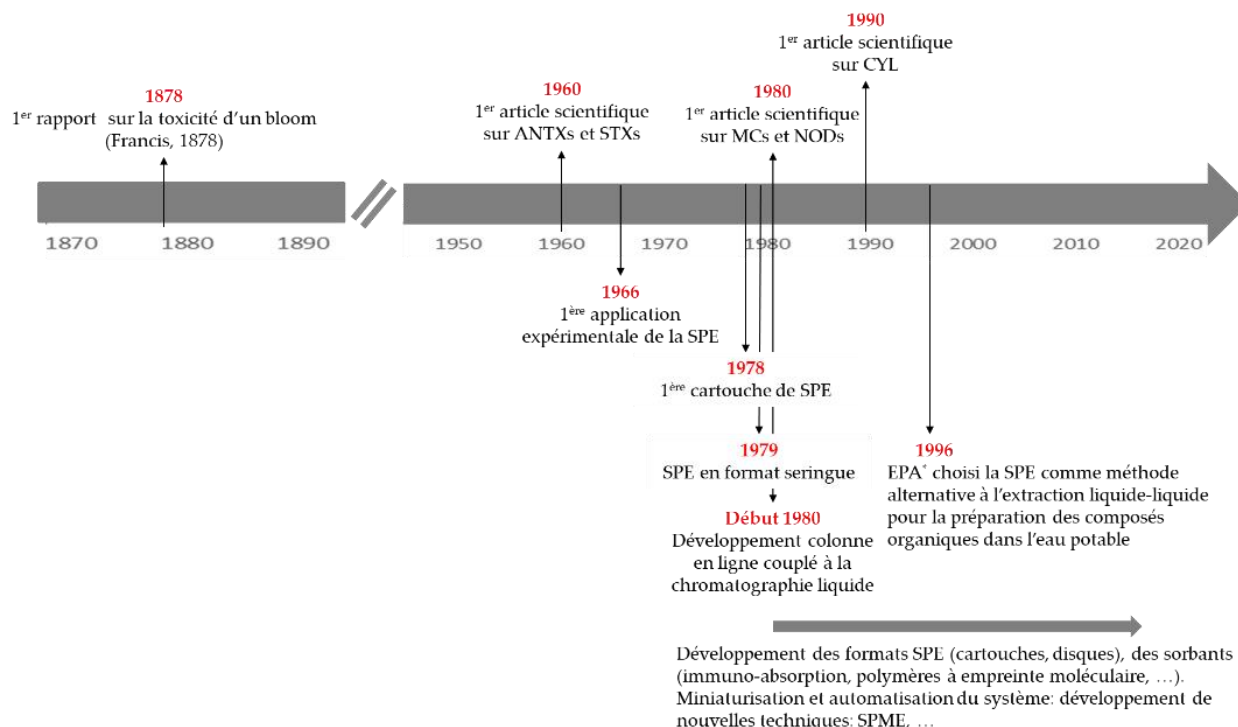 1990
1er article scientifique
sur CYL
1878
1er rapport sur la toxicité d'un bloom
(Francis, 1878)
1960
1er article scientifique
sur ANTXs et STXs
1980
1er article scientifique
sur MCs et NODs
1870 1880 1890 1950 1960 1970 1980 1990 2000 2010 2020
1966
1ère application
expérimentale de la SPE
1978
1ère cartouche de SPE
1979
SPE en format seringue
Début 1980
Développement colonne
en ligne couplé à la
chromatographie liquide
1996
EPA* choisi la SPE comme méthode
alternative à l'extraction liquide-liquide
pour la préparation des composés
organiques dans l'eau potable
Développement des formats SPE (cartouches, disques), des sorbants
(immuno-absorption, polymères à empreinte moléculaire, …).
Miniaturisation et automatisation du système: développement de
nouvelles techniques: SPME, …